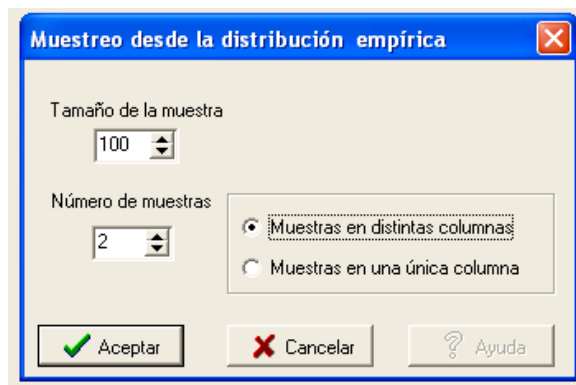 Muestreo desde la distribución empírica
Tamaño de la muestra
100
Número de muestras
2
Muestras en distintas columnas
Muestras en una única columna
Aceptar
Cancelar
Ayuda